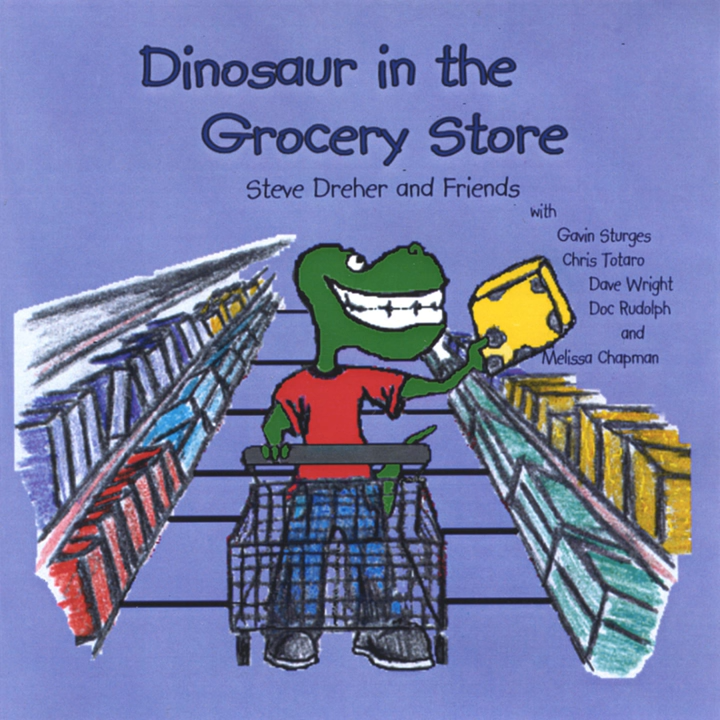 Dinosaur in the
Grocery Store
Steve Dreher and Friends
with
Gavin Sturges
Chris Totaro
Dave Wright
Doc Rudolph
and
Melissa Chapman